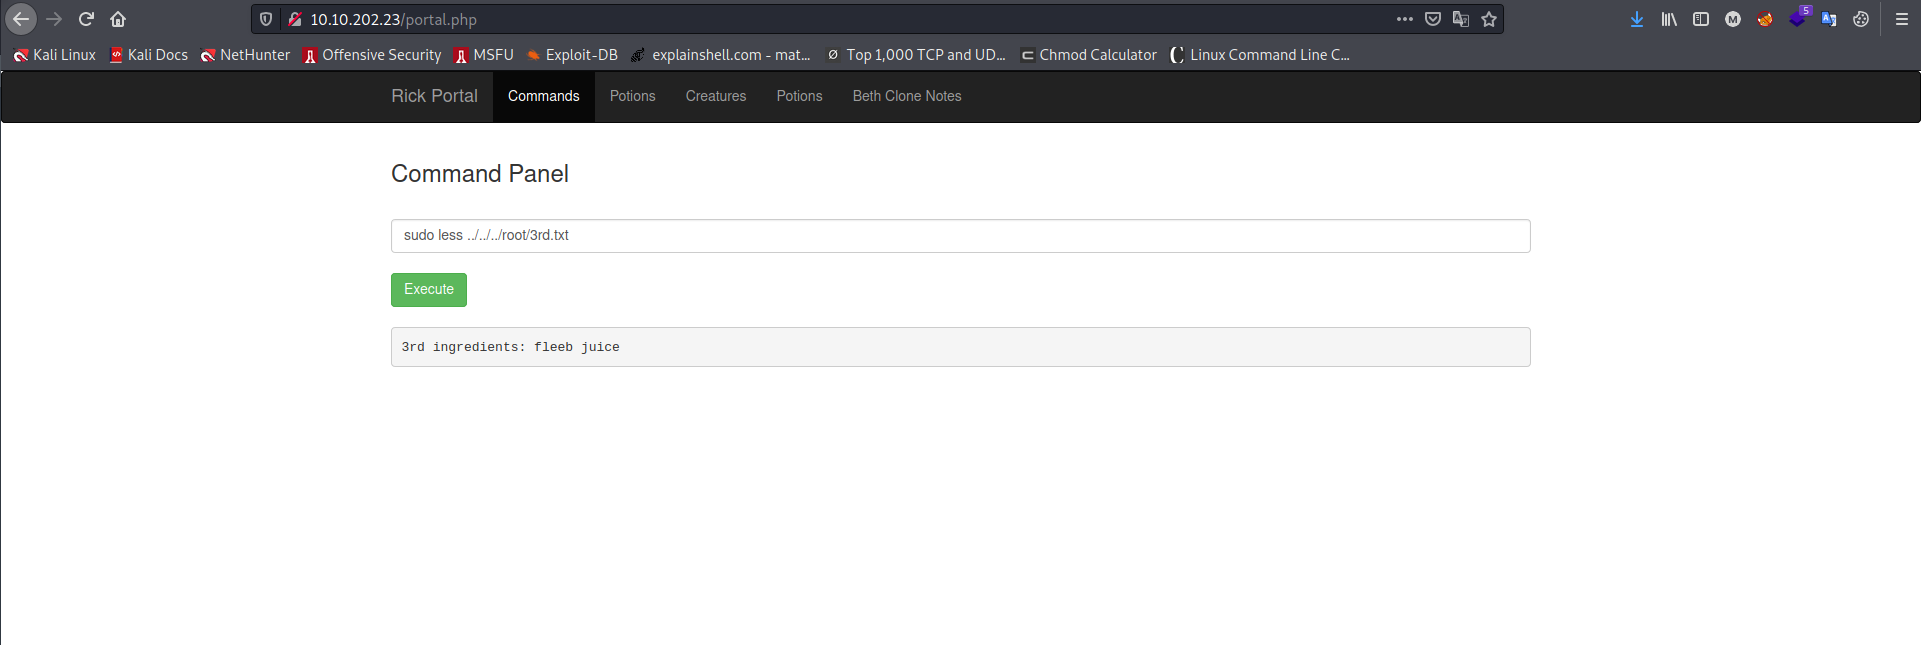 10.10.202.23/portal.php
5
Kali Linux Kali Docs NetHunter Offensive Security MSFU Exploit-DB explainshell.com - mat... Top 1,000 TCP and UD... Chmod Calculator Linux Command Line C...
Rick Portal Commands Potions Creatures Potions Beth Clone Notes
Command Panel
sudo less ../../../root/3rd.txt
Execute
3rd ingredients: fleeb juice